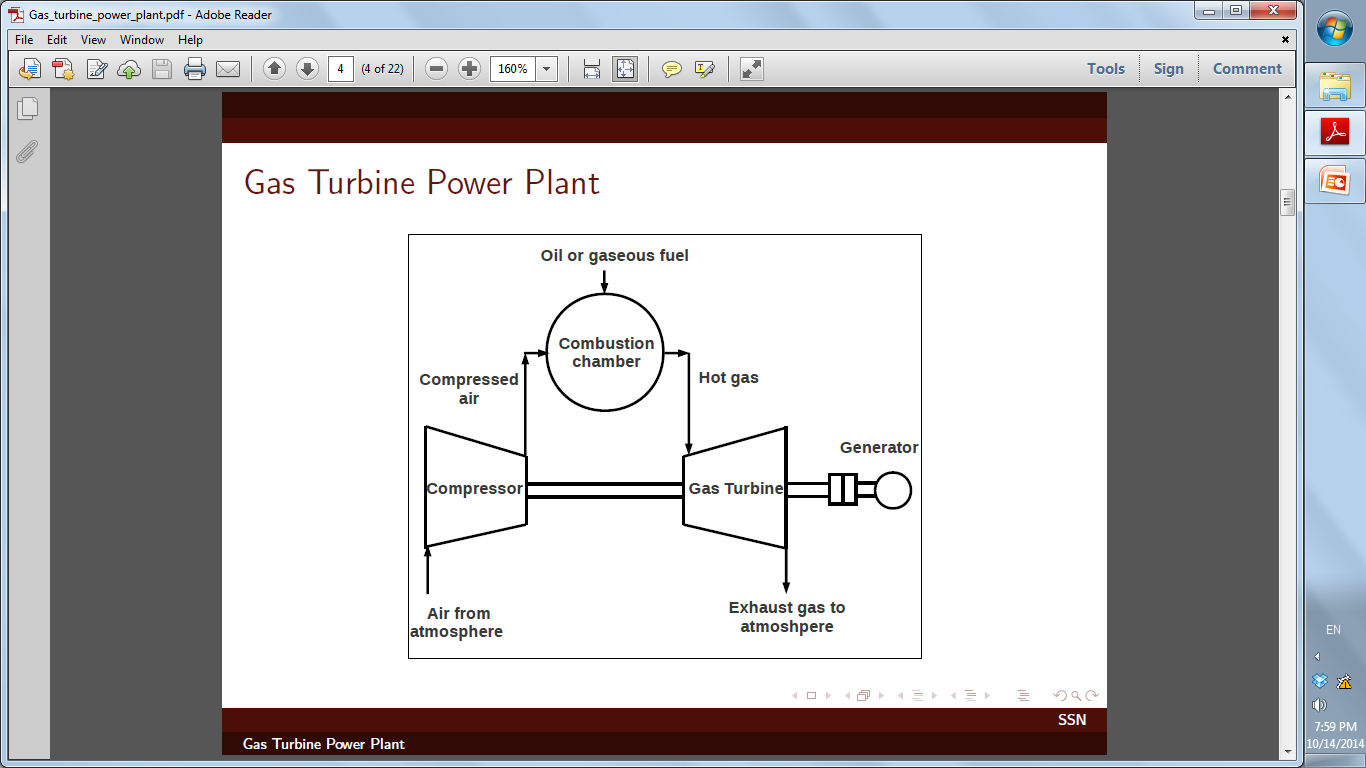 Gas_turbine_power_plant.pdf - Adobe Reader
File Edit View Window Help
4 (4 of 22) 160% Tools Sign Comment
Gas Turbine Power Plant
Oil or gaseous fuel
Combustion
chamber
Compressed
air
Hot gas
Generator
Compressor
Gas Turbine
Air from
atmosphere
Exhaust gas to
atmoshpere
SSN
Gas Turbine Power Plant
EN
7:59 PM
10/14/2014